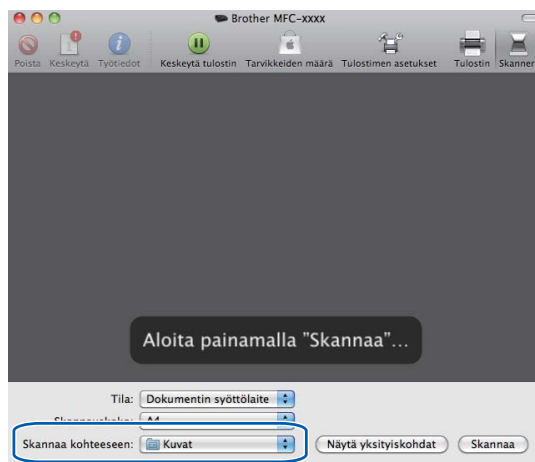 Brother MFC-xxxx
Poista Keskeytä Työtiedot Keskeytä tulostin Tarvikkeiden määrä Tulostimen asetukset Tulostin Skanner
Aloita painamalla "Skannaa"...
Tila: Dokumentin syöttölaite
A4
Skannaa kohteeseen: Kuvat Näytä yksityiskohdat Skannaa